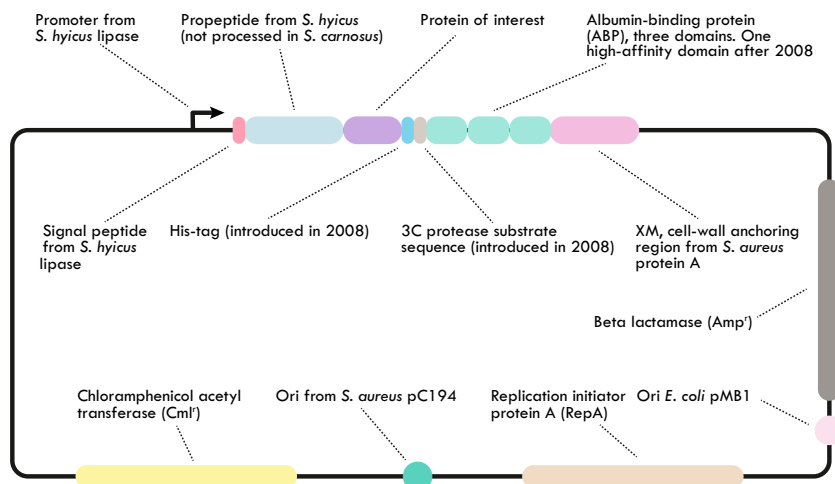 Promoter from
S. hyicus lipase
Propeptide from S. hyicus
(not processed in S. carnosus)
Protein of interest
Albumin-binding protein
(ABP), three domains. One
high-affinity domain after 2008
Signal peptide
from S. hyicus
lipase
His-tag (introduced in 2008)
3C protease substrate
sequence (introduced in 2008)
XM, cell-wall anchoring
region from S. aureus
protein A
Beta lactamase (Ampʳ)
Chloramphenicol acetyl
transferase (Cmlʳ)
Ori from S. aureus pC194
Replication initiator
protein A (RepA)
Ori E. coli pMB1